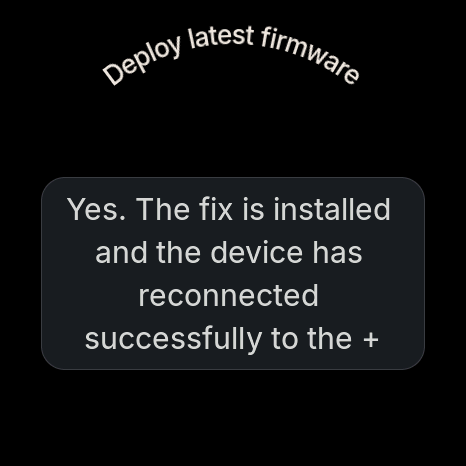 Deploy latest firmware
Yes. The fix is installed
and the device has
reconnected
successfully to the +